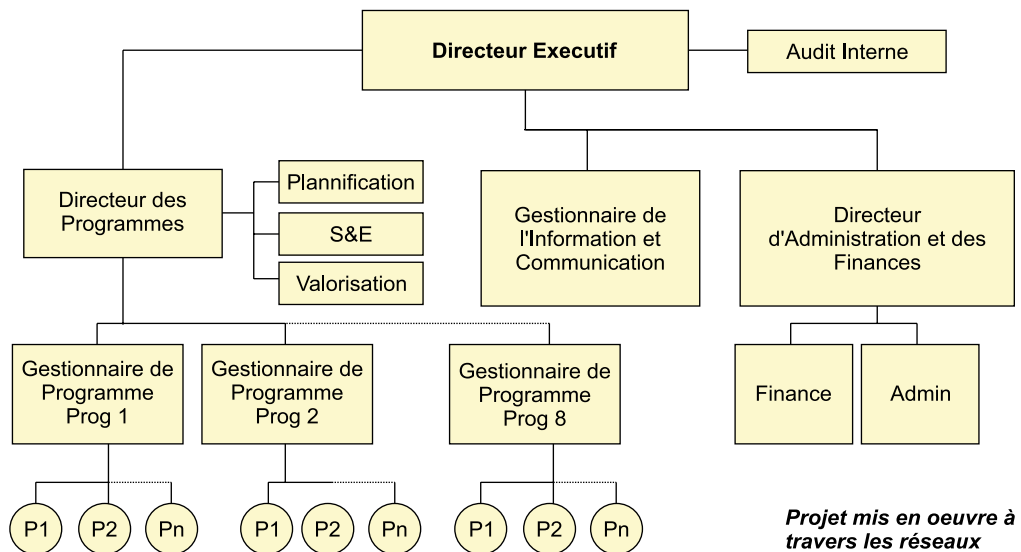 Directeur Executif
Audit Interne
Directeur des
Programmes
Plannification
S&E
Valorisation
Gestionnaire de
l'Information et
Communication
Directeur
d'Administration et des
Finances
Gestionnaire de
Programme
Prog 1
Gestionnaire de
Programme
Prog 2
Gestionnaire de
Programme
Prog 8
Finance
Admin
P1
P2
Pn
P1
P2
Pn
P1
P2
Pn
Projet mis en oeuvre à
travers les réseaux